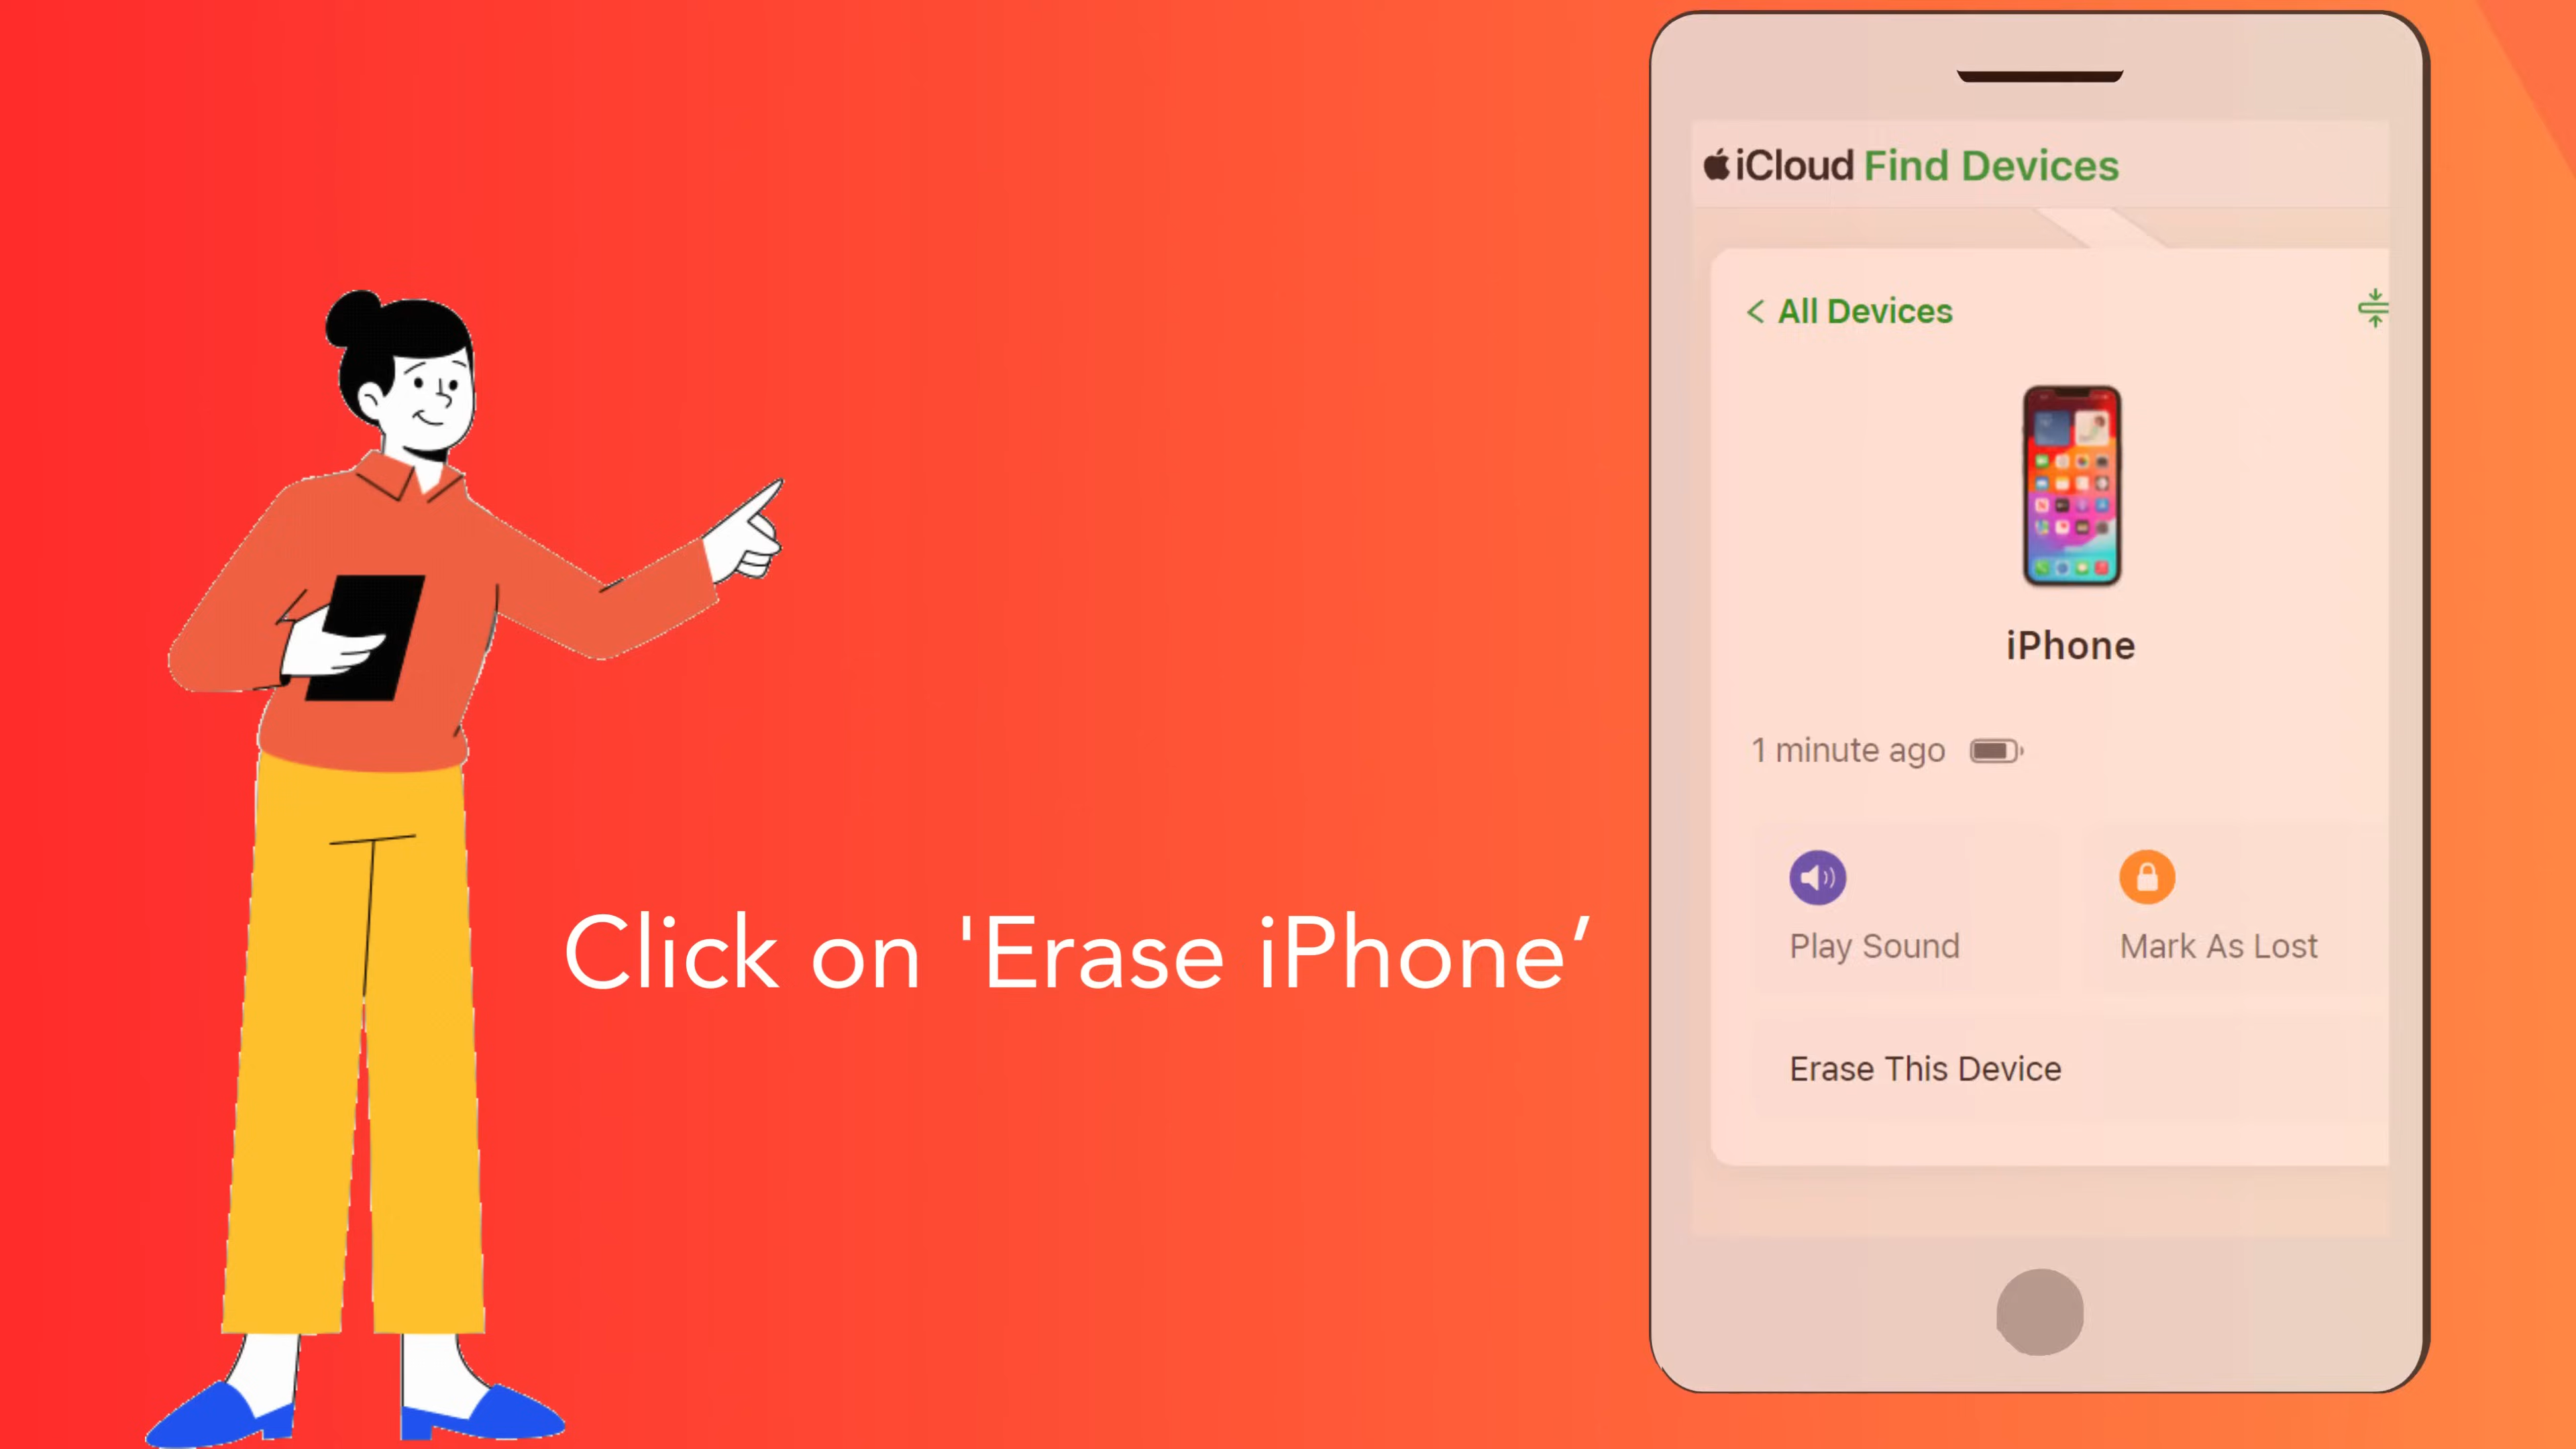 Click on 'Erase iPhone’
iCloud Find Devices
< All Devices
iPhone
1 minute ago
Play Sound
Mark As Lost
Erase This Device